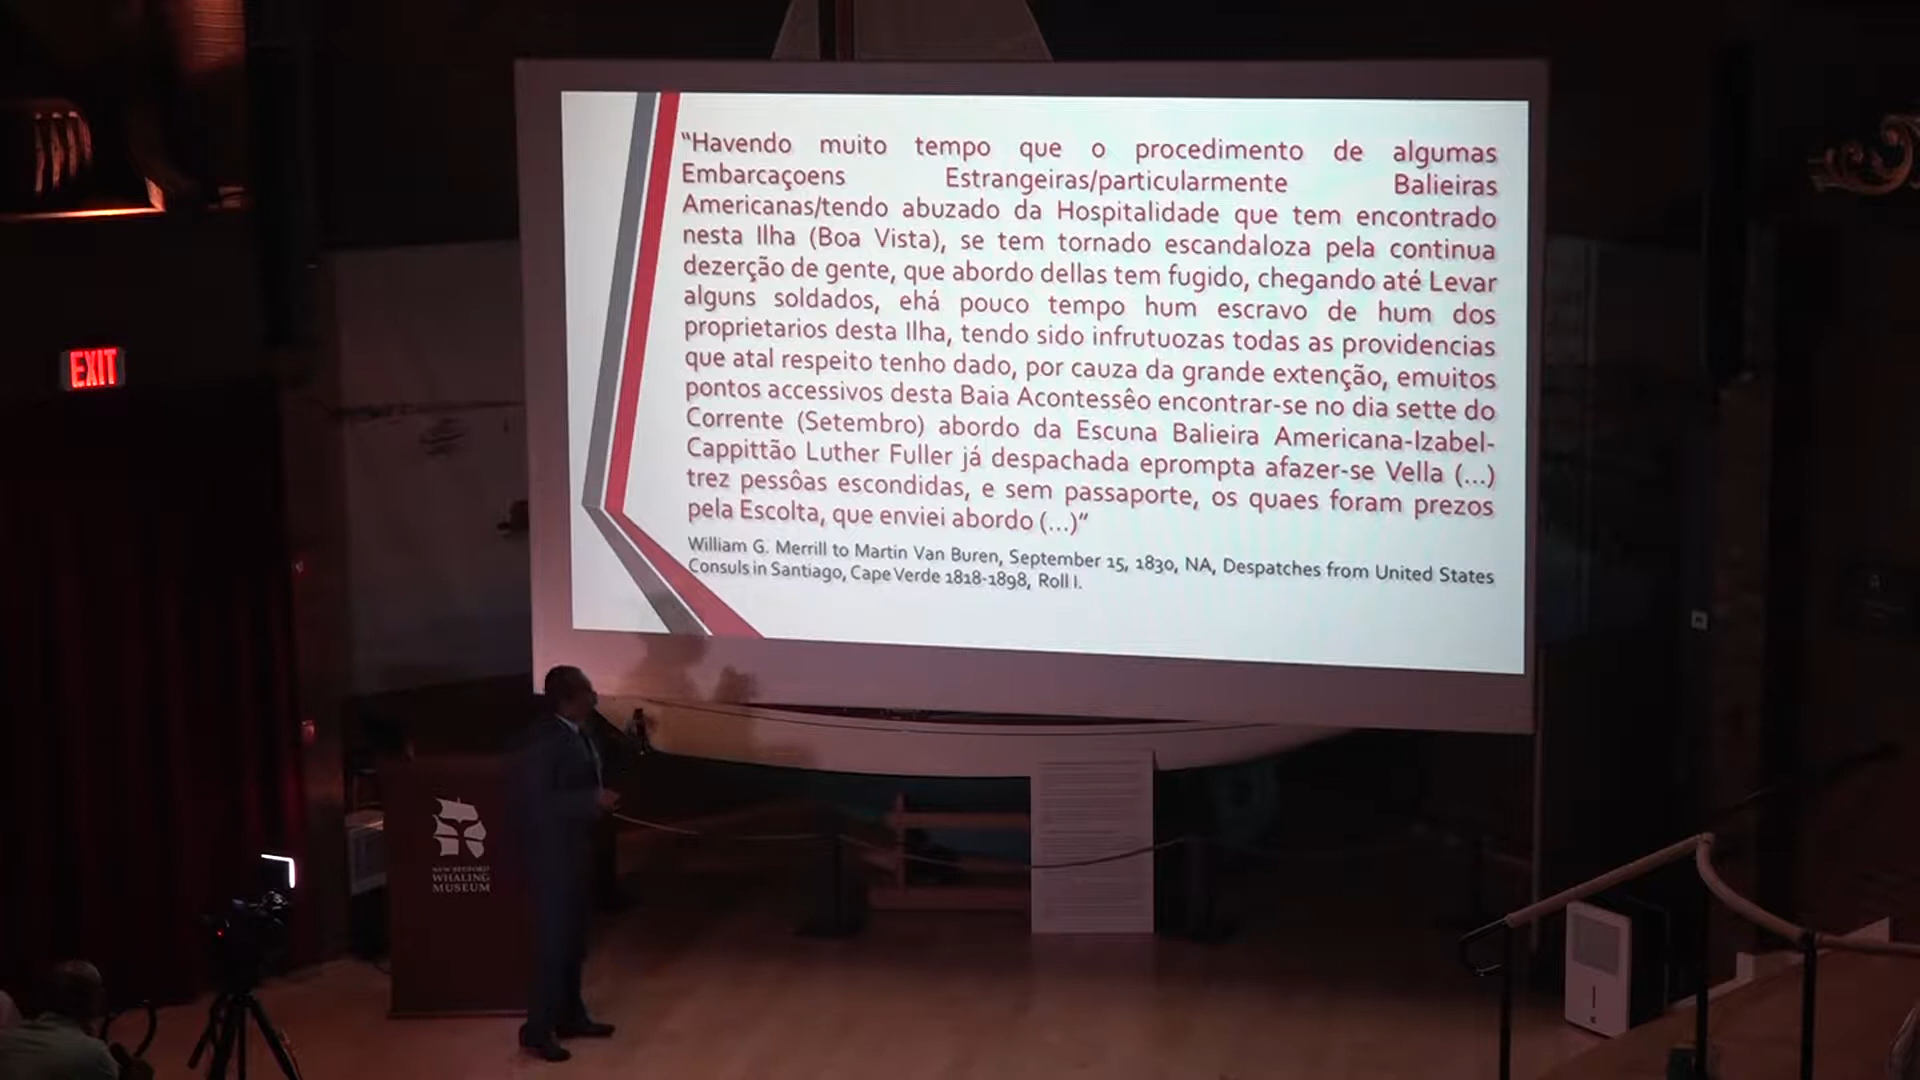 "Havendo muito tempo que o procedimento de algumas
Embarcaçoens Estrangeiras/particularmente Balieiras
Americanas/tendo abuzado da Hospitalidade que tem encontrado
nesta Ilha (Boa Vista), se tem tornado escandaloza pela continua
dezerção de gente, que abordo dellas tem fugido, chegando até Levar
alguns soldados, ehá pouco tempo hum escravo de hum dos
proprietarios desta Ilha, tendo sido infrutuozas todas as providencias
que atal respeito tenho dado, por cauza da grande extenção, emuitos
pontos accessivos desta Baia Acontessêo encontrar-se no dia sette do
Corrente (Setembro) abordo da Escuna Balieira Americana-Izabel-
Cappittão Luther Fuller já despachada eprompta afazer-se Vella (...)
trez pessôas escondidas, e sem passaporte, os quaes foram prezos
pela Escolta, que enviei abordo (...)"
William G. Merrill to Martin Van Buren, September 15, 1830, NA, Despatches from United States
Consuls in Santiago, Cape Verde 1818-1898, Roll I.
EXIT
NEW BEDFORD
WHALING
MUSEUM